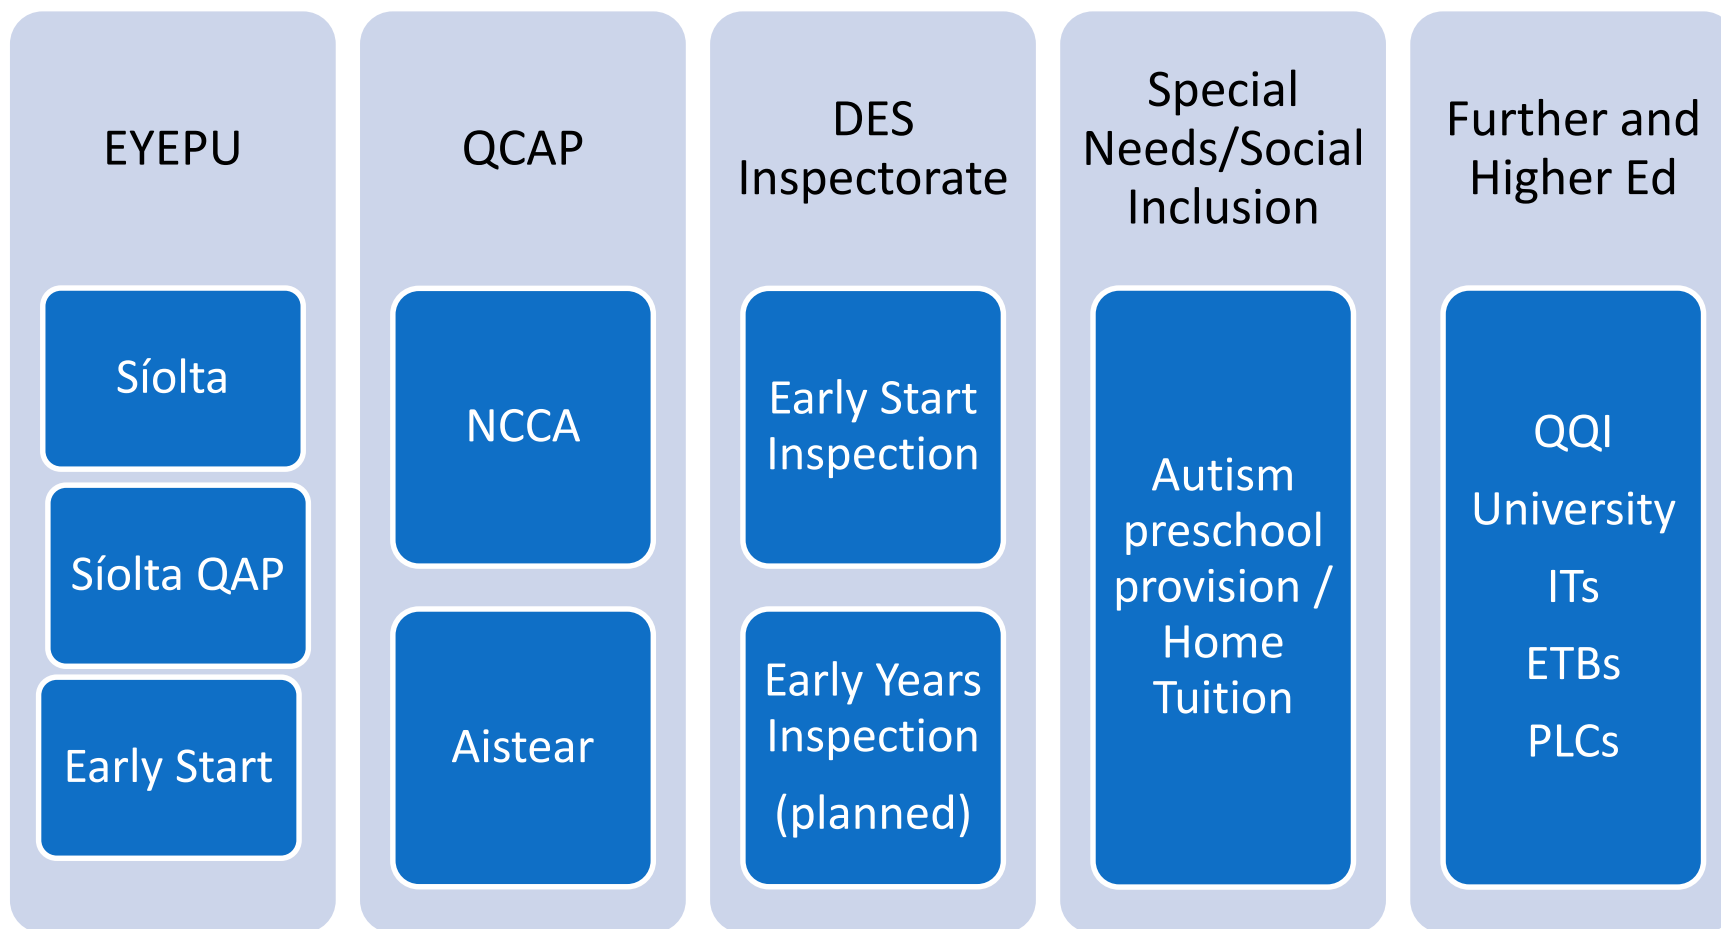 EYEPU
Síolta
Síolta QAP
Early Start
QCAP
NCCA
Aistear
DES
Inspectorate
Early Start
Inspection
Early Years
Inspection
(planned)
Special
Needs/Social
Inclusion
Autism
preschool
provision /
Home
Tuition
Further and
Higher Ed
QQI
University
ITs
ETBs
PLCs